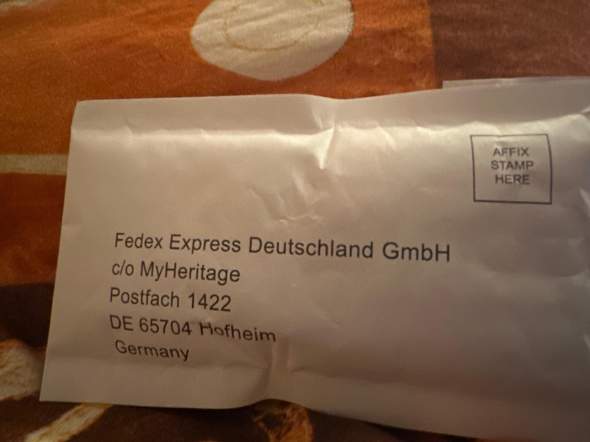 AFFIX
STAMP
HERE
Fedex Express Deutschland GmbH
c/o MyHeritage
Postfach 1422
DE 65704 Hofheim
Germany